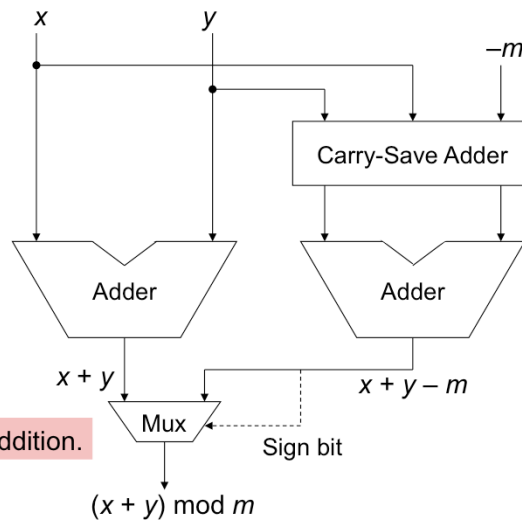 x
y
–m
Carry-Save Adder
Adder
Adder
x + y
x + y – m
Mux
ddition.
Sign bit
(x + y) mod m